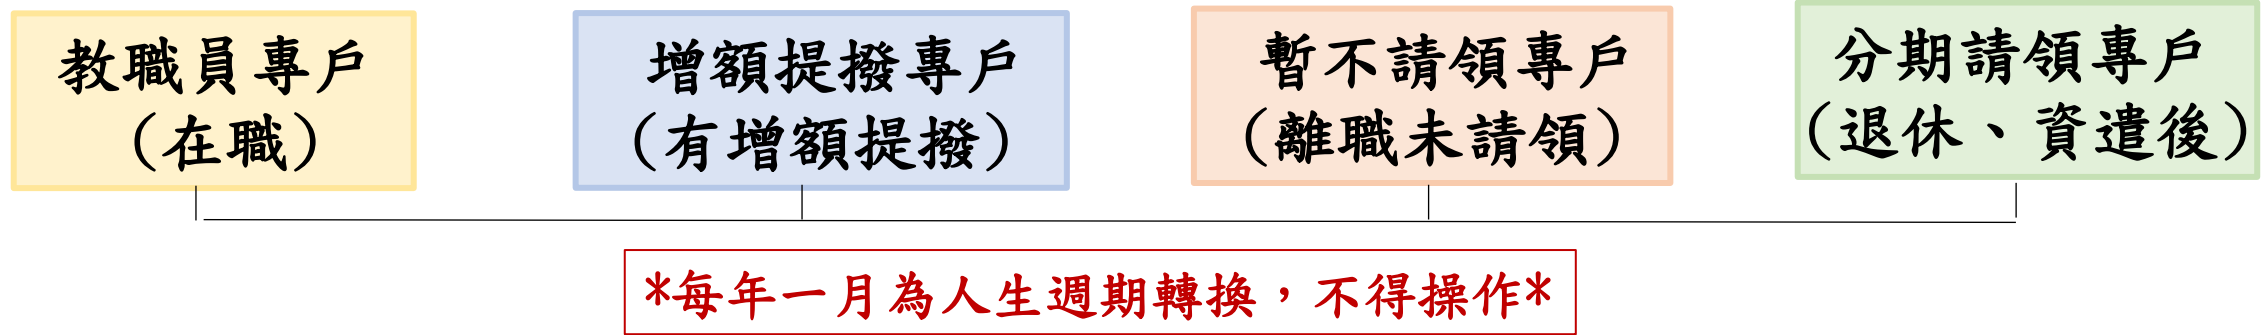 教職員專戶
(在職)
增額提撥專戶
(有增額提撥)
暫不請領專戶
(離職未請領)
分期請領專戶
(退休、資遣後)
*每年一月為人生週期轉換，不得操作*